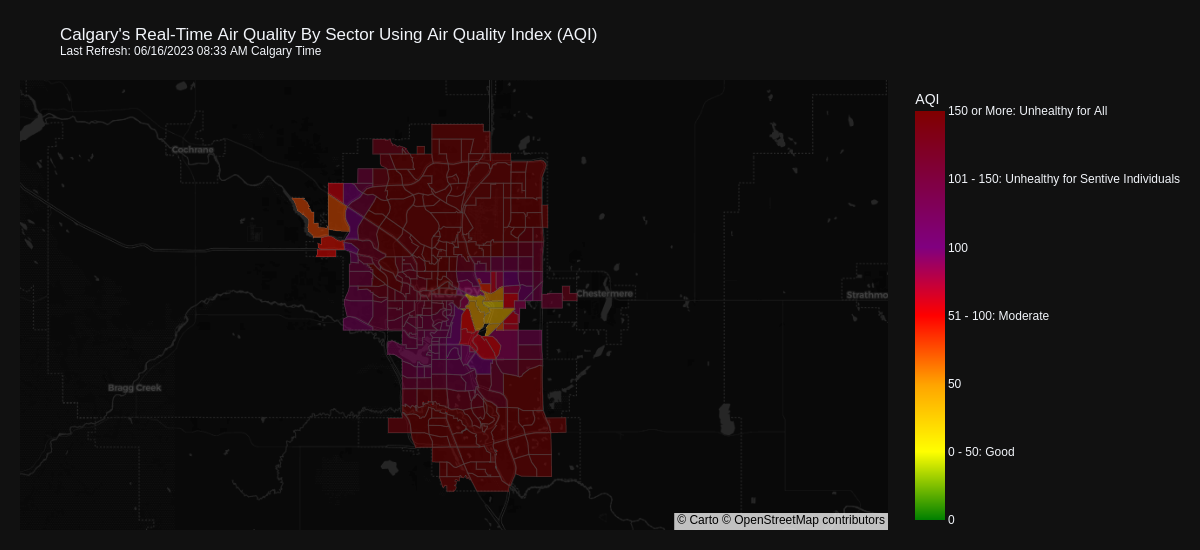 Calgary's Real-Time Air Quality By Sector Using Air Quality Index (AQI)
Last Refresh: 06/16/2023 08:33 AM Calgary Time
AQI
150 or More: Unhealthy for All
101 - 150: Unhealthy for Sentive Individuals
100
51 - 100: Moderate
50
0 - 50: Good
0
Cochrane
Chestermere
Strathmo
Bragg Creek
© Carto © OpenStreetMap contributors